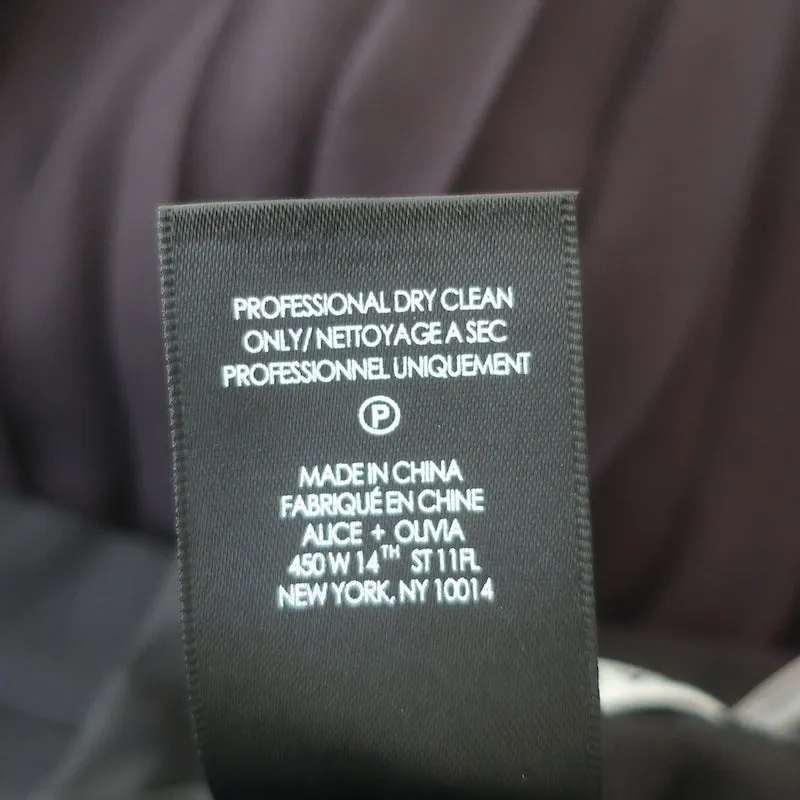 PROFESSIONAL DRY CLEAN
ONLY/ NETTOYAGE A SEC
PROFESSIONNEL UNIQUEMENT
P
MADE IN CHINA
FABRIQUÉ EN CHINE
ALICE + OLIVIA
450 W 14TH ST 11FL
NEW YORK, NY 10014